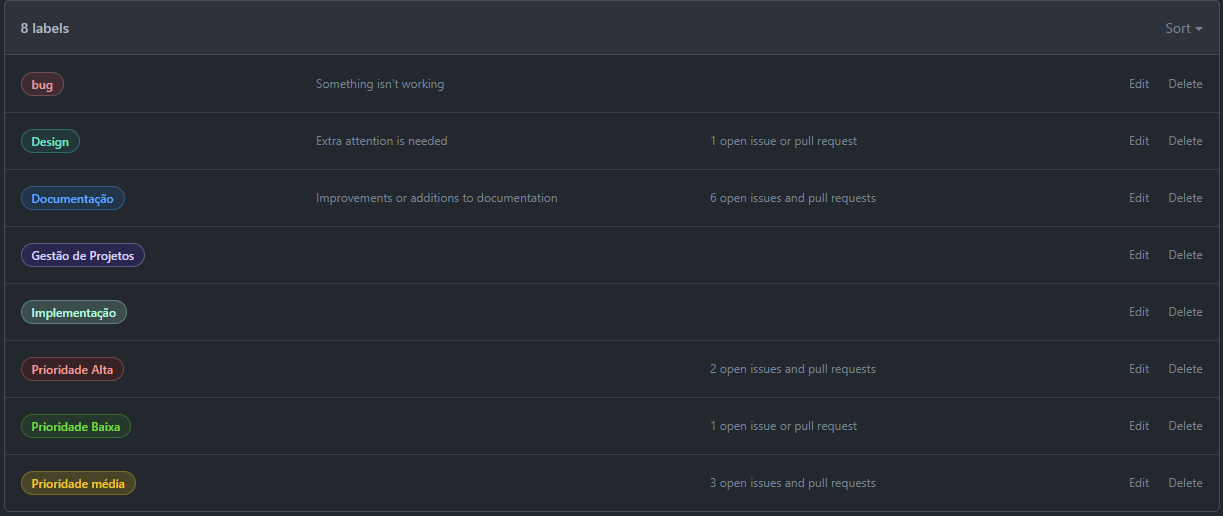 8 labels Sort
bug Something isn't working Edit Delete
Design Extra attention is needed 1 open issue or pull request Edit Delete
Documentação Improvements or additions to documentation 6 open issues and pull requests Edit Delete
Gestão de Projetos Edit Delete
Implementação Edit Delete
Prioridade Alta 2 open issues and pull requests Edit Delete
Prioridade Baixa 1 open issue or pull request Edit Delete
Prioridade média 3 open issues and pull requests Edit Delete